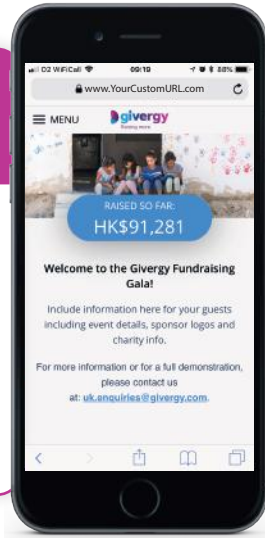 O2 WiFiCall 09:19 88%
www.YourCustomURL.com
MENU
givergy
Raising more
RAISED SO FAR:
HK$91,281
Welcome to the Givergy Fundraising
Gala!
Include information here for your guests
including event details, sponsor logos and
charity info.
For more information or for a full demonstration,
please contact us
at: uk.enquiries@givergy.com.